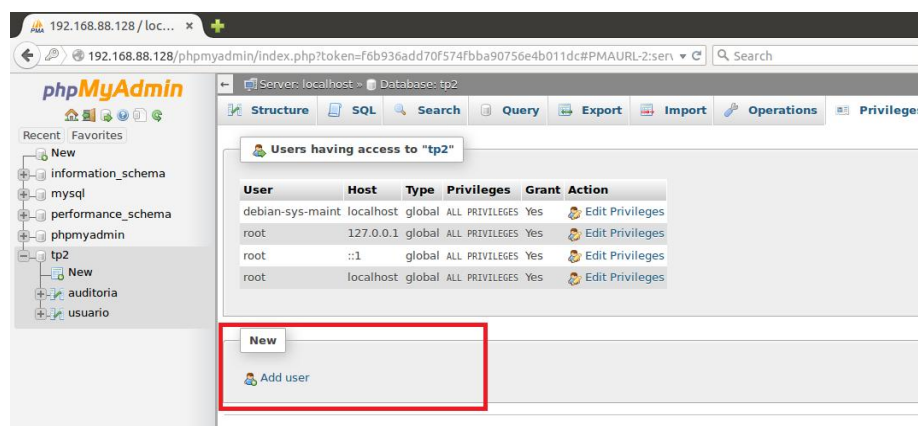 192.168.88.128 / loc... ×
192.168.88.128/phpmyadmin/index.php?token=f6b936add70f574fbba90756e4b011dc#PMAURL-2:ser
Search
phpMyAdmin
Recent Favorites
New
information_schema
mysql
performance_schema
phpmyadmin
tp2
New
auditoria
usuario
Server: localhost » Database: tp2
Structure SQL Search Query Export Import Operations Privileges
Users having access to "tp2"
User Host Type Privileges Grant Action
debian-sys-maint localhost global ALL PRIVILEGES Yes Edit Privileges
root 127.0.0.1 global ALL PRIVILEGES Yes Edit Privileges
root ::1 global ALL PRIVILEGES Yes Edit Privileges
root localhost global ALL PRIVILEGES Yes Edit Privileges
New
Add user